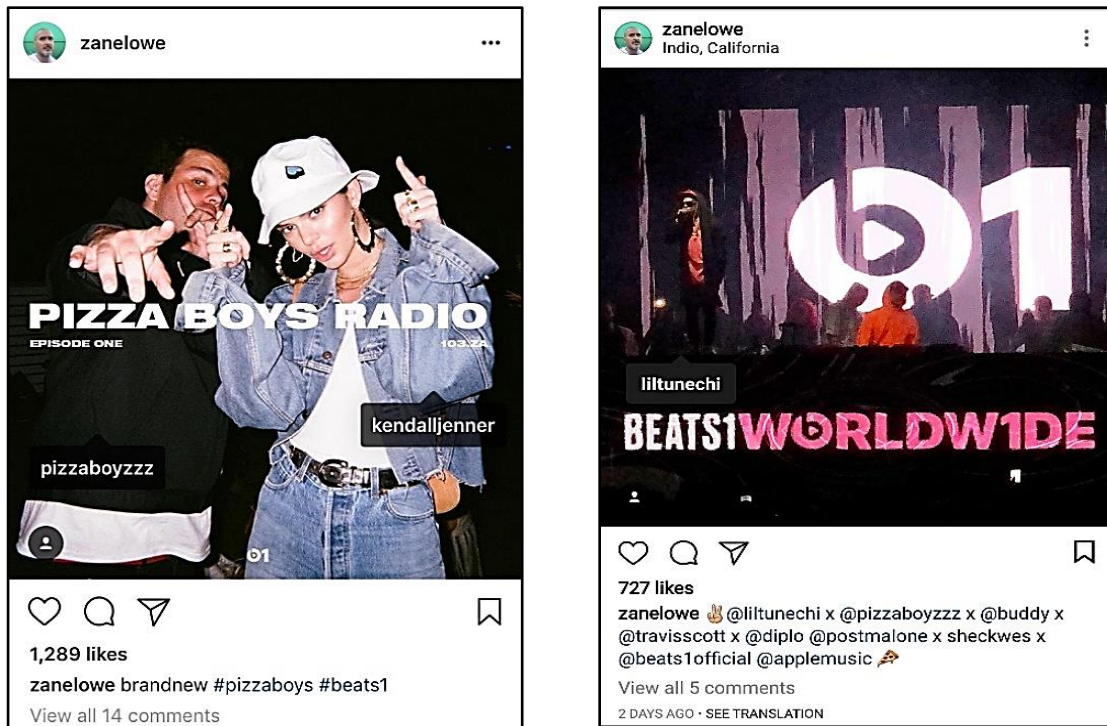 zanelowe
PIZZA BOYS RADIO
EPISODE ONE
103.ZA
kendalljenner
pizzaboyzzz
1
1,289 likes
zanelowe brandnew #pizzaboys #beats1
View all 14 comments
zanelowe
Indio, California
b1
liltunechi
BEATS1WORLDW1DE
727 likes
zanelowe ✌🏼@liltunechi x @pizzaboyzzz x @buddy x
@travisscott x @diplo @postmalone x sheckwes x
@beats1official @applemusic 🍕
View all 5 comments
2 DAYS AGO • SEE TRANSLATION